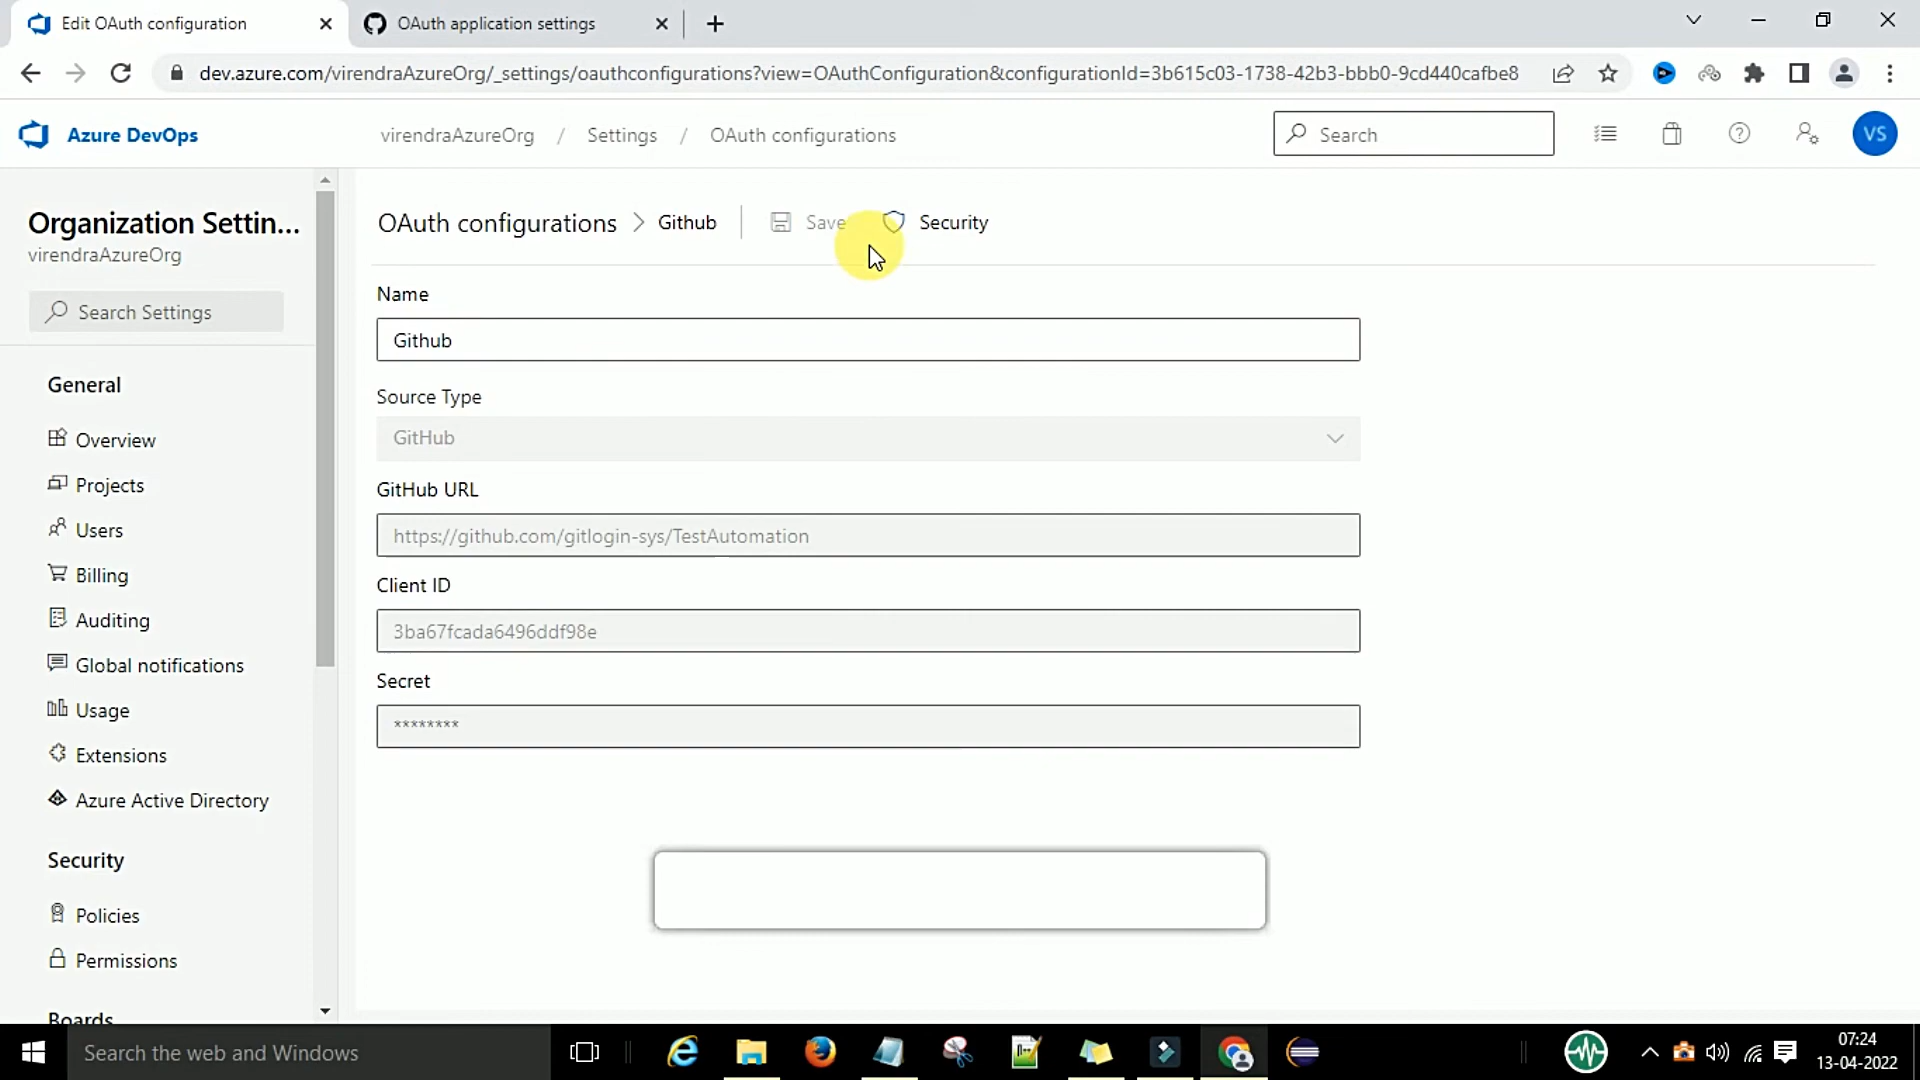 Edit OAuth configuration
OAuth application settings
dev.azure.com/virendraAzureOrg/_settings/oauthconfigurations?view=OAuthConfiguration&configurationId=3b615c03-1738-42b3-bbb0-9cd440cafbe8
Azure DevOps
virendraAzureOrg / Settings / OAuth configurations
Search
VS
Organization Settin...
virendraAzureOrg
Search Settings
General
Overview
Projects
Users
Billing
Auditing
Global notifications
Usage
Extensions
Azure Active Directory
Security
Policies
Permissions
Boards
OAuth configurations > Github
Save
Security
Name
Github
Source Type
GitHub
GitHub URL
https://github.com/gitlogin-sys/TestAutomation
Client ID
3ba67fcada6496ddf98e
Secret
********
Search the web and Windows
07:24
13-04-2022